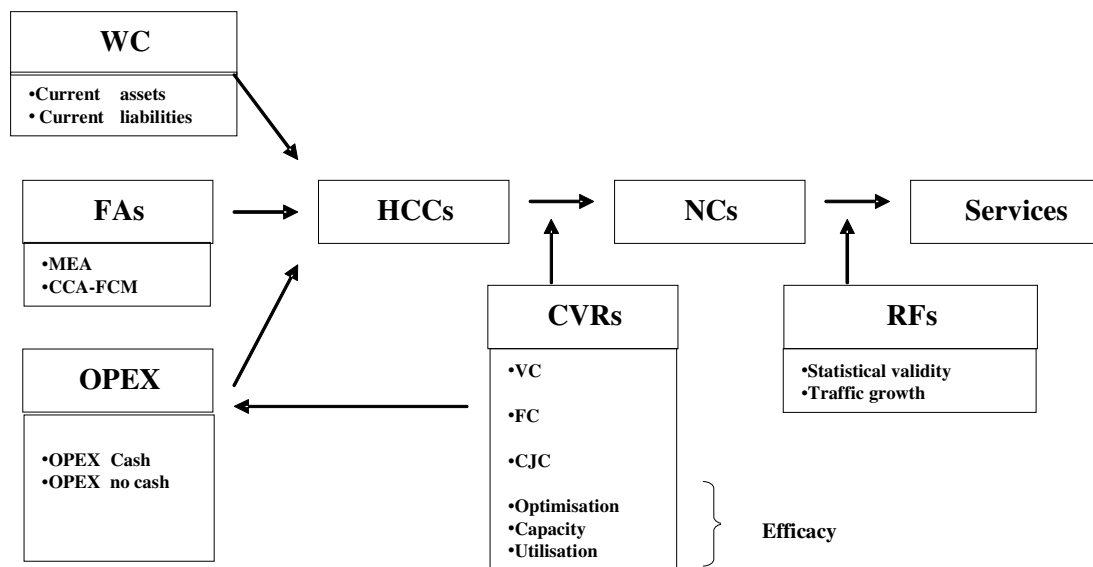 WC
•Current assets
• Current liabilities
FAs
•MEA
•CCA-FCM
OPEX
•OPEX Cash
•OPEX no cash
HCCs
NCs
Services
CVRs
•VC
•FC
•CJC
•Optimisation
•Capacity
•Utilisation
Efficacy
RFs
•Statistical validity
•Traffic growth